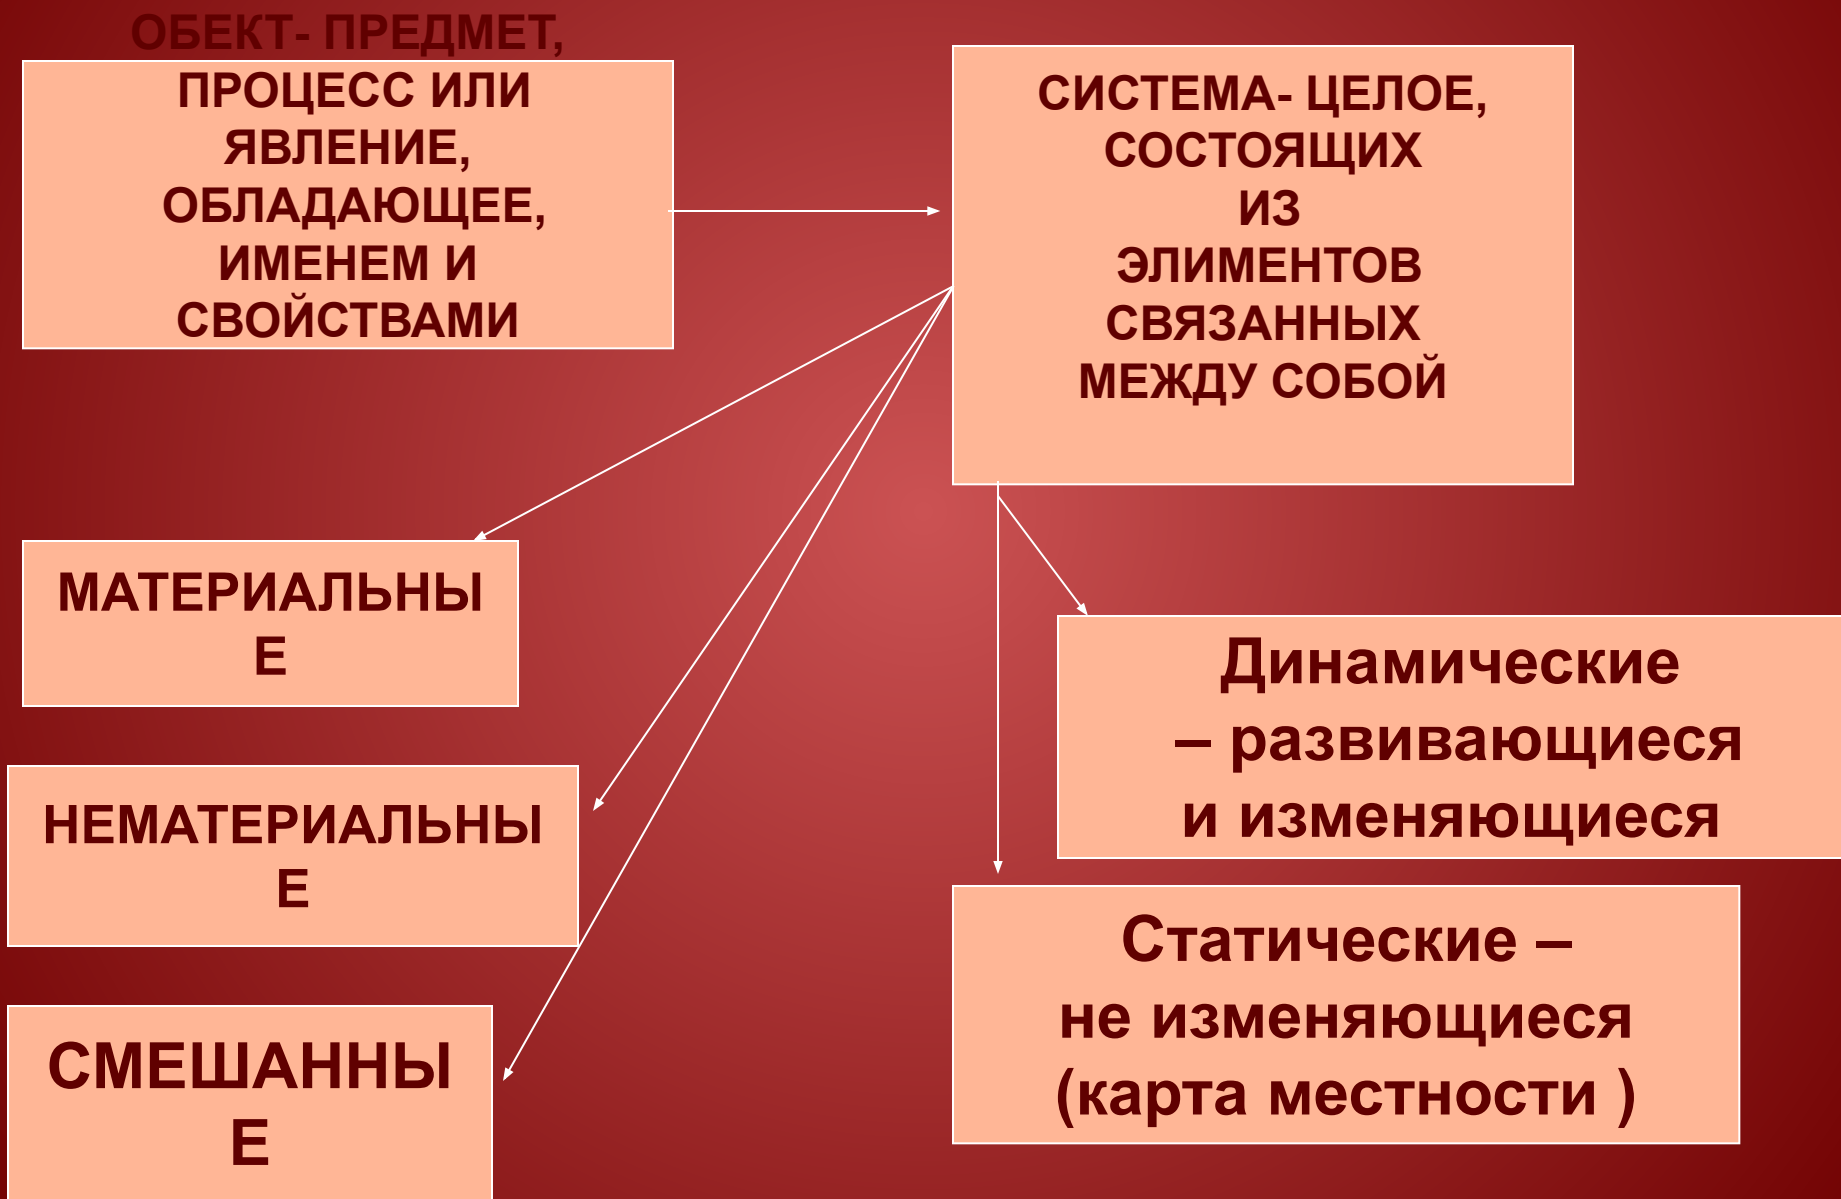 ОБЕКТ- ПРЕДМЕТ,
ПРОЦЕСС ИЛИ
ЯВЛЕНИЕ,
ОБЛАДАЮЩЕЕ,
ИМЕНЕМ И
СВОЙСТВАМИ
СИСТЕМА- ЦЕЛОЕ,
СОСТОЯЩИХ
ИЗ
ЭЛИМЕНТОВ
СВЯЗАННЫХ
МЕЖДУ СОБОЙ
МАТЕРИАЛЬНЫ
Е
НЕМАТЕРИАЛЬНЫ
Е
СМЕШАННЫ
Е
Динамические
– развивающиеся
и изменяющиеся
Статические –
не изменяющиеся
(карта местности )